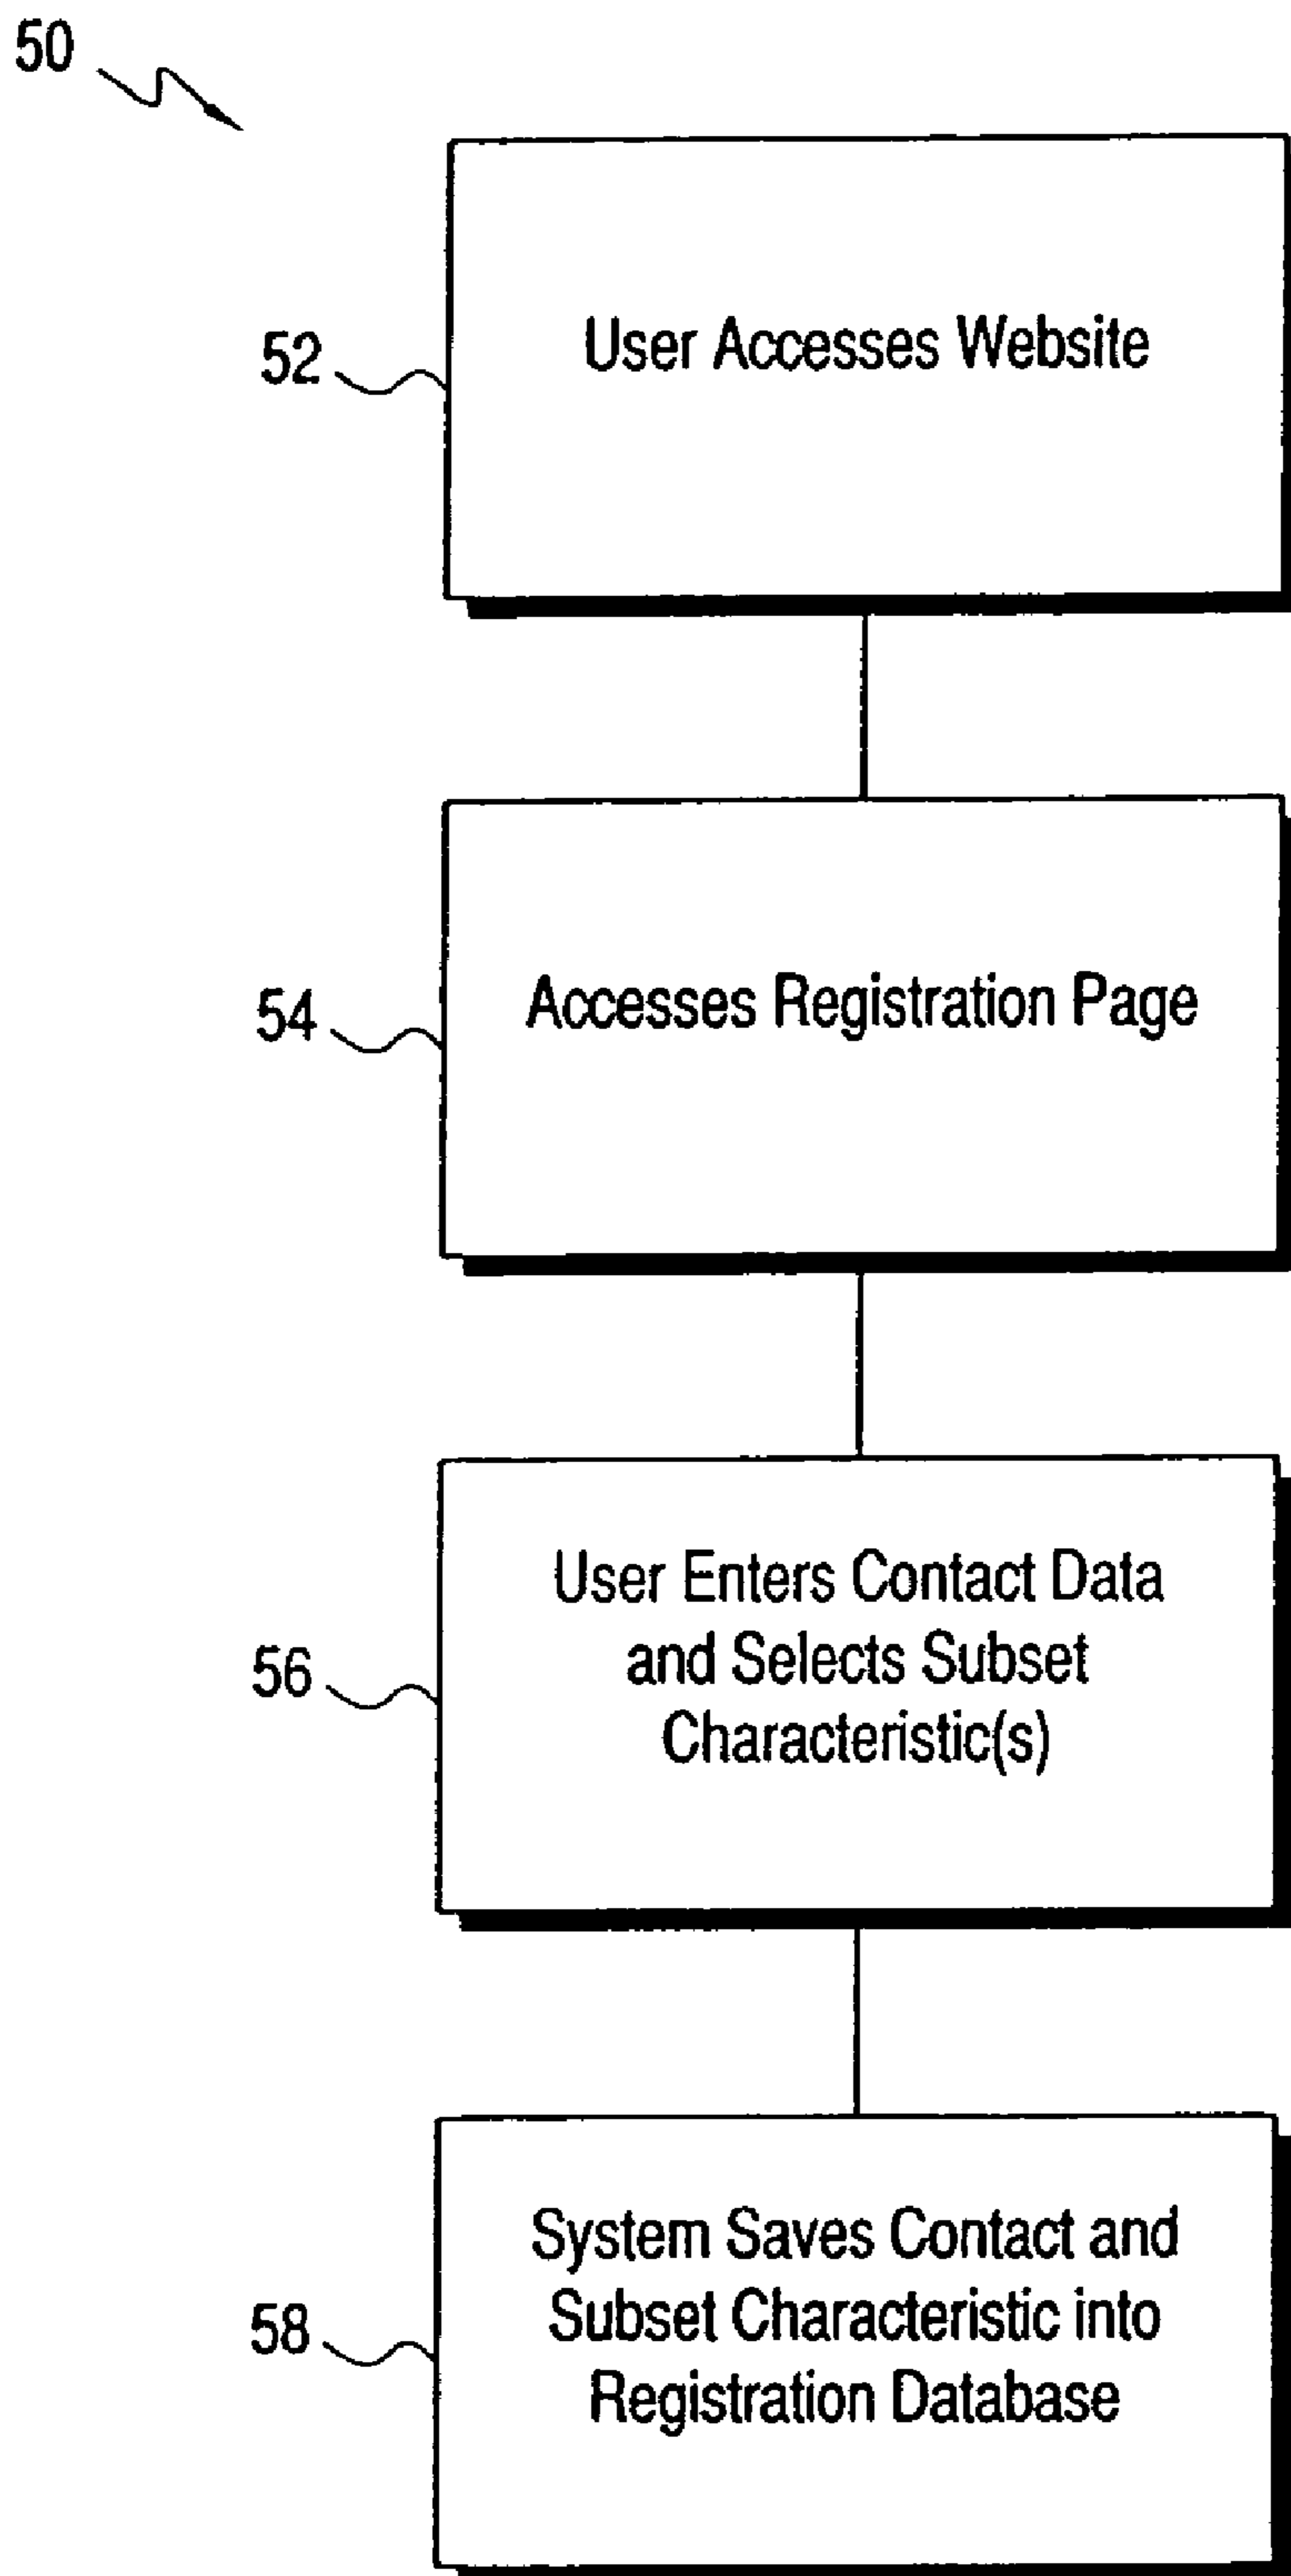 50
52
User Accesses Website
54
Accesses Registration Page
56
User Enters Contact Data
and Selects Subset
Characteristic(s)
58
System Saves Contact and
Subset Characteristic into
Registration Database